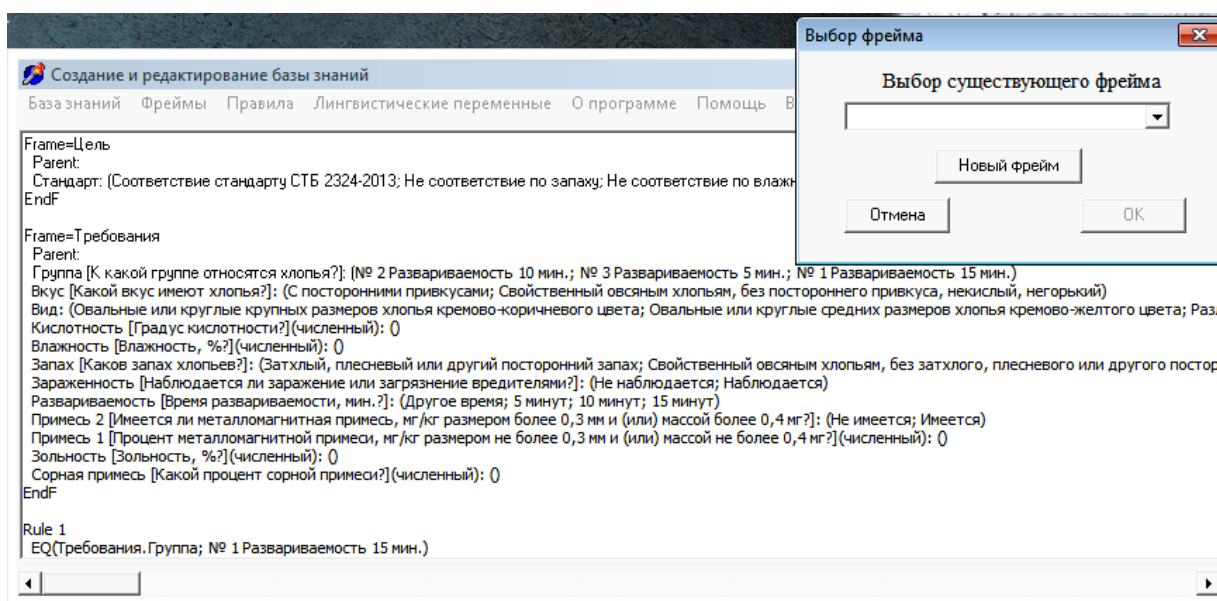 Создание и редактирование базы знаний
База знаний Фреймы Правила Лингвистические переменные О программе Помощь В
Frame=Цель
Parent:
Стандарт: (Соответствие стандарту СТБ 2324-2013; Не соответствие по запаху; Не соответствие по влажн
EndF
Frame=Требования
Parent:
Группа [К какой группе относятся хлопья?]: (№ 2 Развариваемость 10 мин.; № 3 Развариваемость 5 мин.; № 1 Развариваемость 15 мин.)
Вкус [Какой вкус имеют хлопья?]: (С посторонними привкусами; Свойственный овсяным хлопьям, без постороннего привкуса, некислый, негорький)
Вид: (Овальные или круглые крупных размеров хлопья кремово-коричневого цвета; Овальные или круглые средних размеров хлопья кремово-желтого цвета; Раз
Кислотность [Градус кислотности?](численный): ()
Влажность [Влажность, %?](численный): ()
Запах [Каков запах хлопьев?]: (Затхлый, плесневый или другий посторонний запах; Свойственный овсяным хлопьям, без затхлого, плесневого или другого постор
Зараженность [Наблюдается ли заражение или загрязнение вредителями?]: (Не наблюдается; Наблюдается)
Развариваемость [Время развариваемости, мин.?]: (Другое время; 5 минут; 10 минут; 15 минут)
Примесь 2 [Имеется ли металломагнитная примесь, мг/кг размером более 0,3 мм и (или) массой более 0,4 мг?]: (Не имеется; Имеется)
Примесь 1 [Процент металломагнитной примеси, мг/кг размером не более 0,3 мм и (или) массой не более 0,4 мг?](численный): ()
Зольность [Зольность, %?](численный): ()
Сорная примесь [Какой процент сорной примеси?](численный): ()
EndF
Rule 1
EQ(Требования.Группа; № 1 Развариваемость 15 мин.)
Выбор фрейма
Выбор существующего фрейма
Новый фрейм
Отмена OK